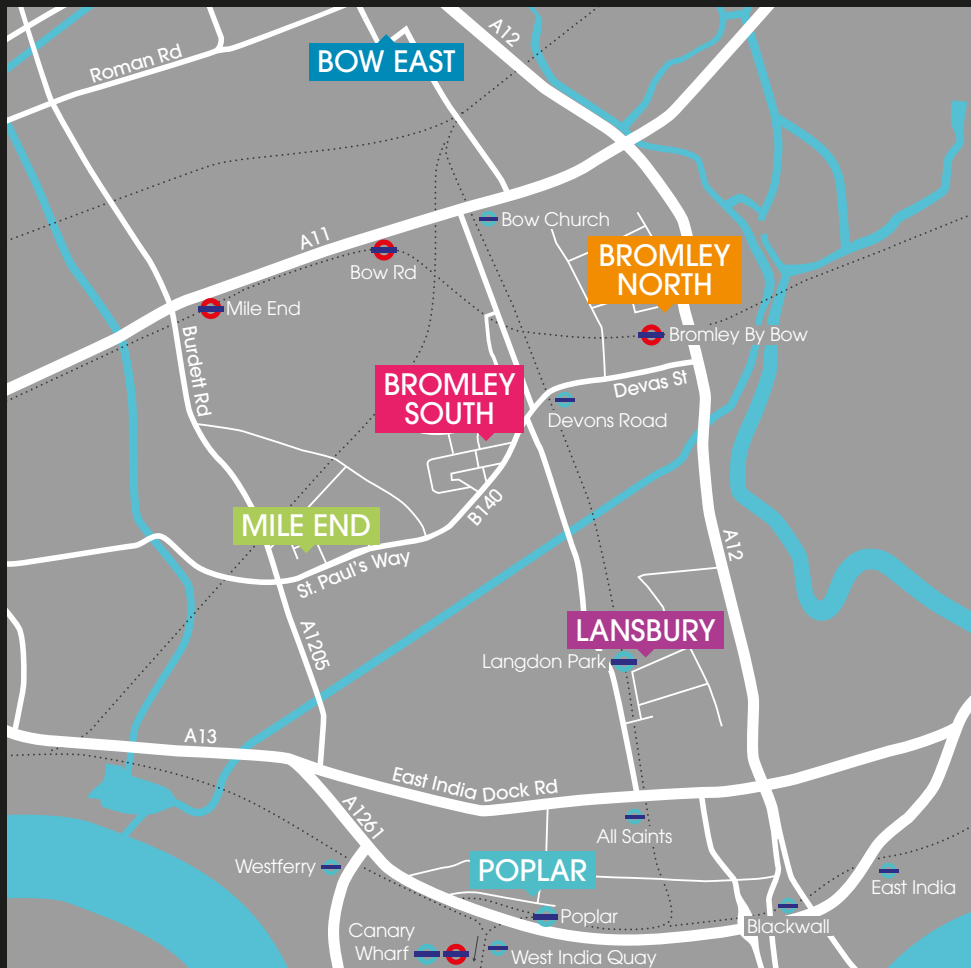 A12
BOW EAST
Roman Rd
Bow Church
A11
BROMLEY
NORTH
Bow Rd
Mile End
Bromley By Bow
Burdett Rd
BROMLEY
SOUTH
Devas St
Devons Road
B140
MILE END
St. Paul's Way
A12
A1205
LANSBURY
Langdon Park
A13
East India Dock Rd
A1261
All Saints
Westferry
POPLAR
East India
Poplar
Blackwall
Canary
Wharf
West India Quay